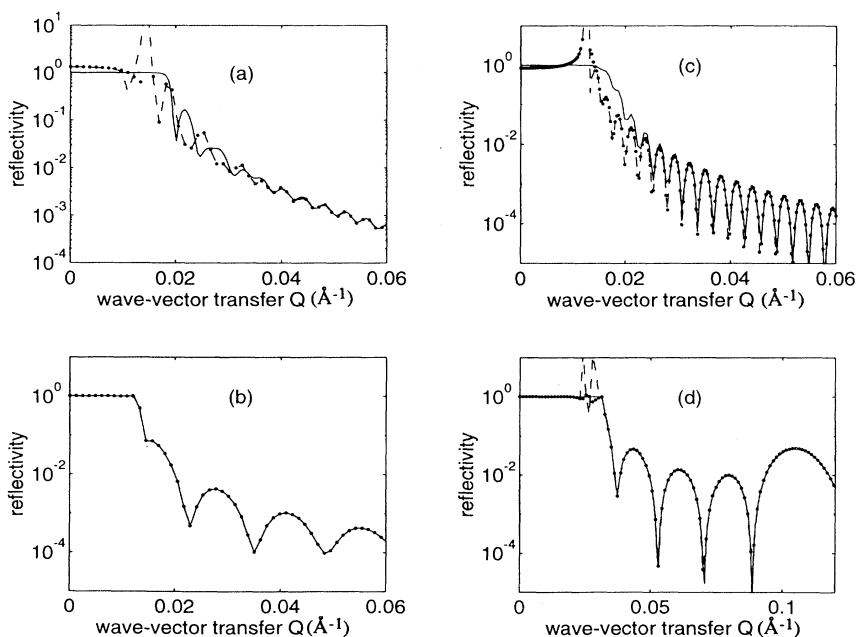 10^1
10^0
10^-1
10^-2
10^-3
10^-4
reflectivity
(a)
0 0.02 0.04 0.06
wave-vector transfer Q (Å^-1)
10^0
10^-2
10^-4
reflectivity
(c)
0 0.02 0.04 0.06
wave-vector transfer Q (Å^-1)
10^0
10^-2
10^-4
reflectivity
(b)
0 0.02 0.04 0.06
wave-vector transfer Q (Å^-1)
10^0
10^-2
10^-4
reflectivity
(d)
0 0.05 0.1
wave-vector transfer Q (Å^-1)